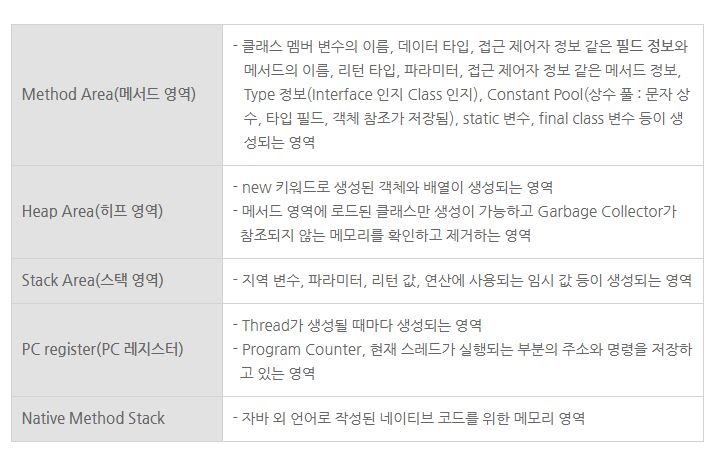 Method Area(메서드 영역)
- 클래스 멤버 변수의 이름, 데이터 타입, 접근 제어자 정보 같은 필드 정보와
메서드의 이름, 리턴 타입, 파라미터, 접근 제어자 정보 같은 메서드 정보,
Type 정보(Interface 인지 Class 인지), Constant Pool(상수 풀 : 문자 상
수, 타입 필드, 객체 참조가 저장됨), static 변수, final class 변수 등이 생
성되는 영역
Heap Area(히프 영역)
- new 키워드로 생성된 객체와 배열이 생성되는 영역
- 메서드 영역에 로드된 클래스만 생성이 가능하고 Garbage Collector가
참조되지 않는 메모리를 확인하고 제거하는 영역
Stack Area(스택 영역)
- 지역 변수, 파라미터, 리턴 값, 연산에 사용되는 임시 값 등이 생성되는 영역
PC register(PC 레지스터)
- Thread가 생성될 때마다 생성되는 영역
- Program Counter, 현재 스레드가 실행되는 부분의 주소와 명령을 저장하
고 있는 영역
Native Method Stack
- 자바 외 언어로 작성된 네이티브 코드를 위한 메모리 영역